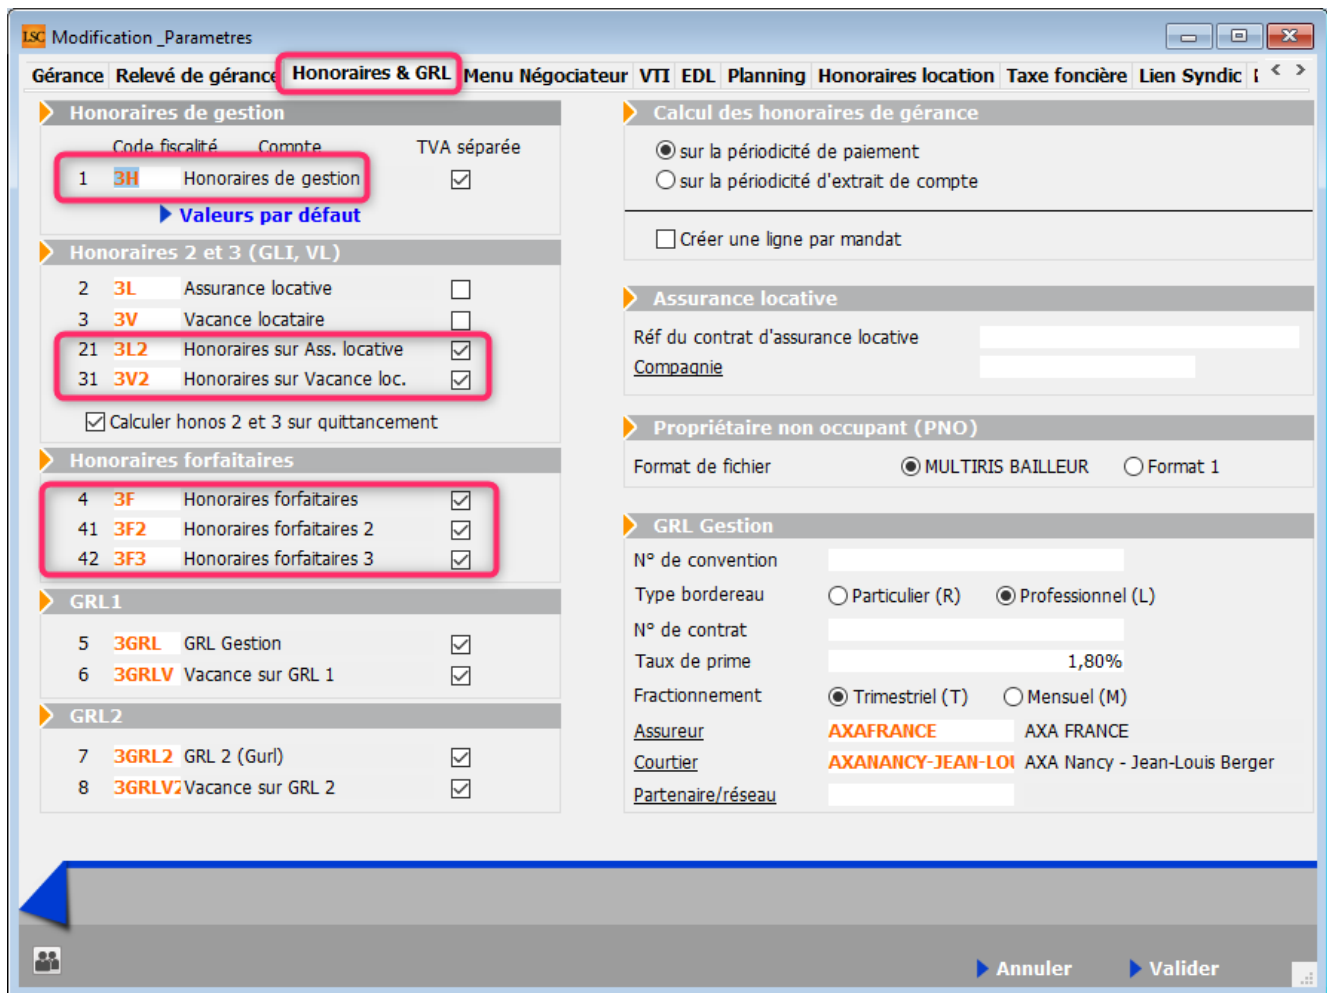 LSC Modification _Parametres
Gérance Relevé de gérance Honoraires & GRL Menu Négociateur VTI EDL Planning Honoraires location Taxe foncière Lien Syndic
Honoraires de gestion
Code fiscalité Compte TVA séparée
1 3H Honoraires de gestion
Valeurs par défaut
Honoraires 2 et 3 (GLI, VL)
2 3L Assurance locative
3 3V Vacance locataire
21 3L2 Honoraires sur Ass. locative
31 3V2 Honoraires sur Vacance loc.
Calculer honos 2 et 3 sur quittancement
Honoraires forfaitaires
4 3F Honoraires forfaitaires
41 3F2 Honoraires forfaitaires 2
42 3F3 Honoraires forfaitaires 3
GRL1
5 3GRL GRL Gestion
6 3GRLV Vacance sur GRL 1
GRL2
7 3GRL2 GRL 2 (Gurl)
8 3GRLV2 Vacance sur GRL 2
Calcul des honoraires de gérance
sur la périodicité de paiement
sur la périodicité d'extrait de compte
Créer une ligne par mandat
Assurance locative
Réf du contrat d'assurance locative
Compagnie
Propriétaire non occupant (PNO)
Format de fichier MULTIRIS BAILLEUR Format 1
GRL Gestion
N° de convention
Type bordereau Particulier (R) Professionnel (L)
N° de contrat
Taux de prime 1,80%
Fractionnement Trimestriel (T) Mensuel (M)
Assureur AXAFRANCE AXA FRANCE
Courtier AXANANCY-JEAN-LOU AXA Nancy - Jean-Louis Berger
Partenaire/réseau
Annuler Valider